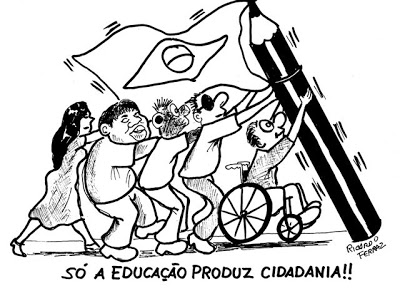 RICARDO
FERRAZ
SÓ A EDUCAÇÃO PRODUZ CIDADANIA!!